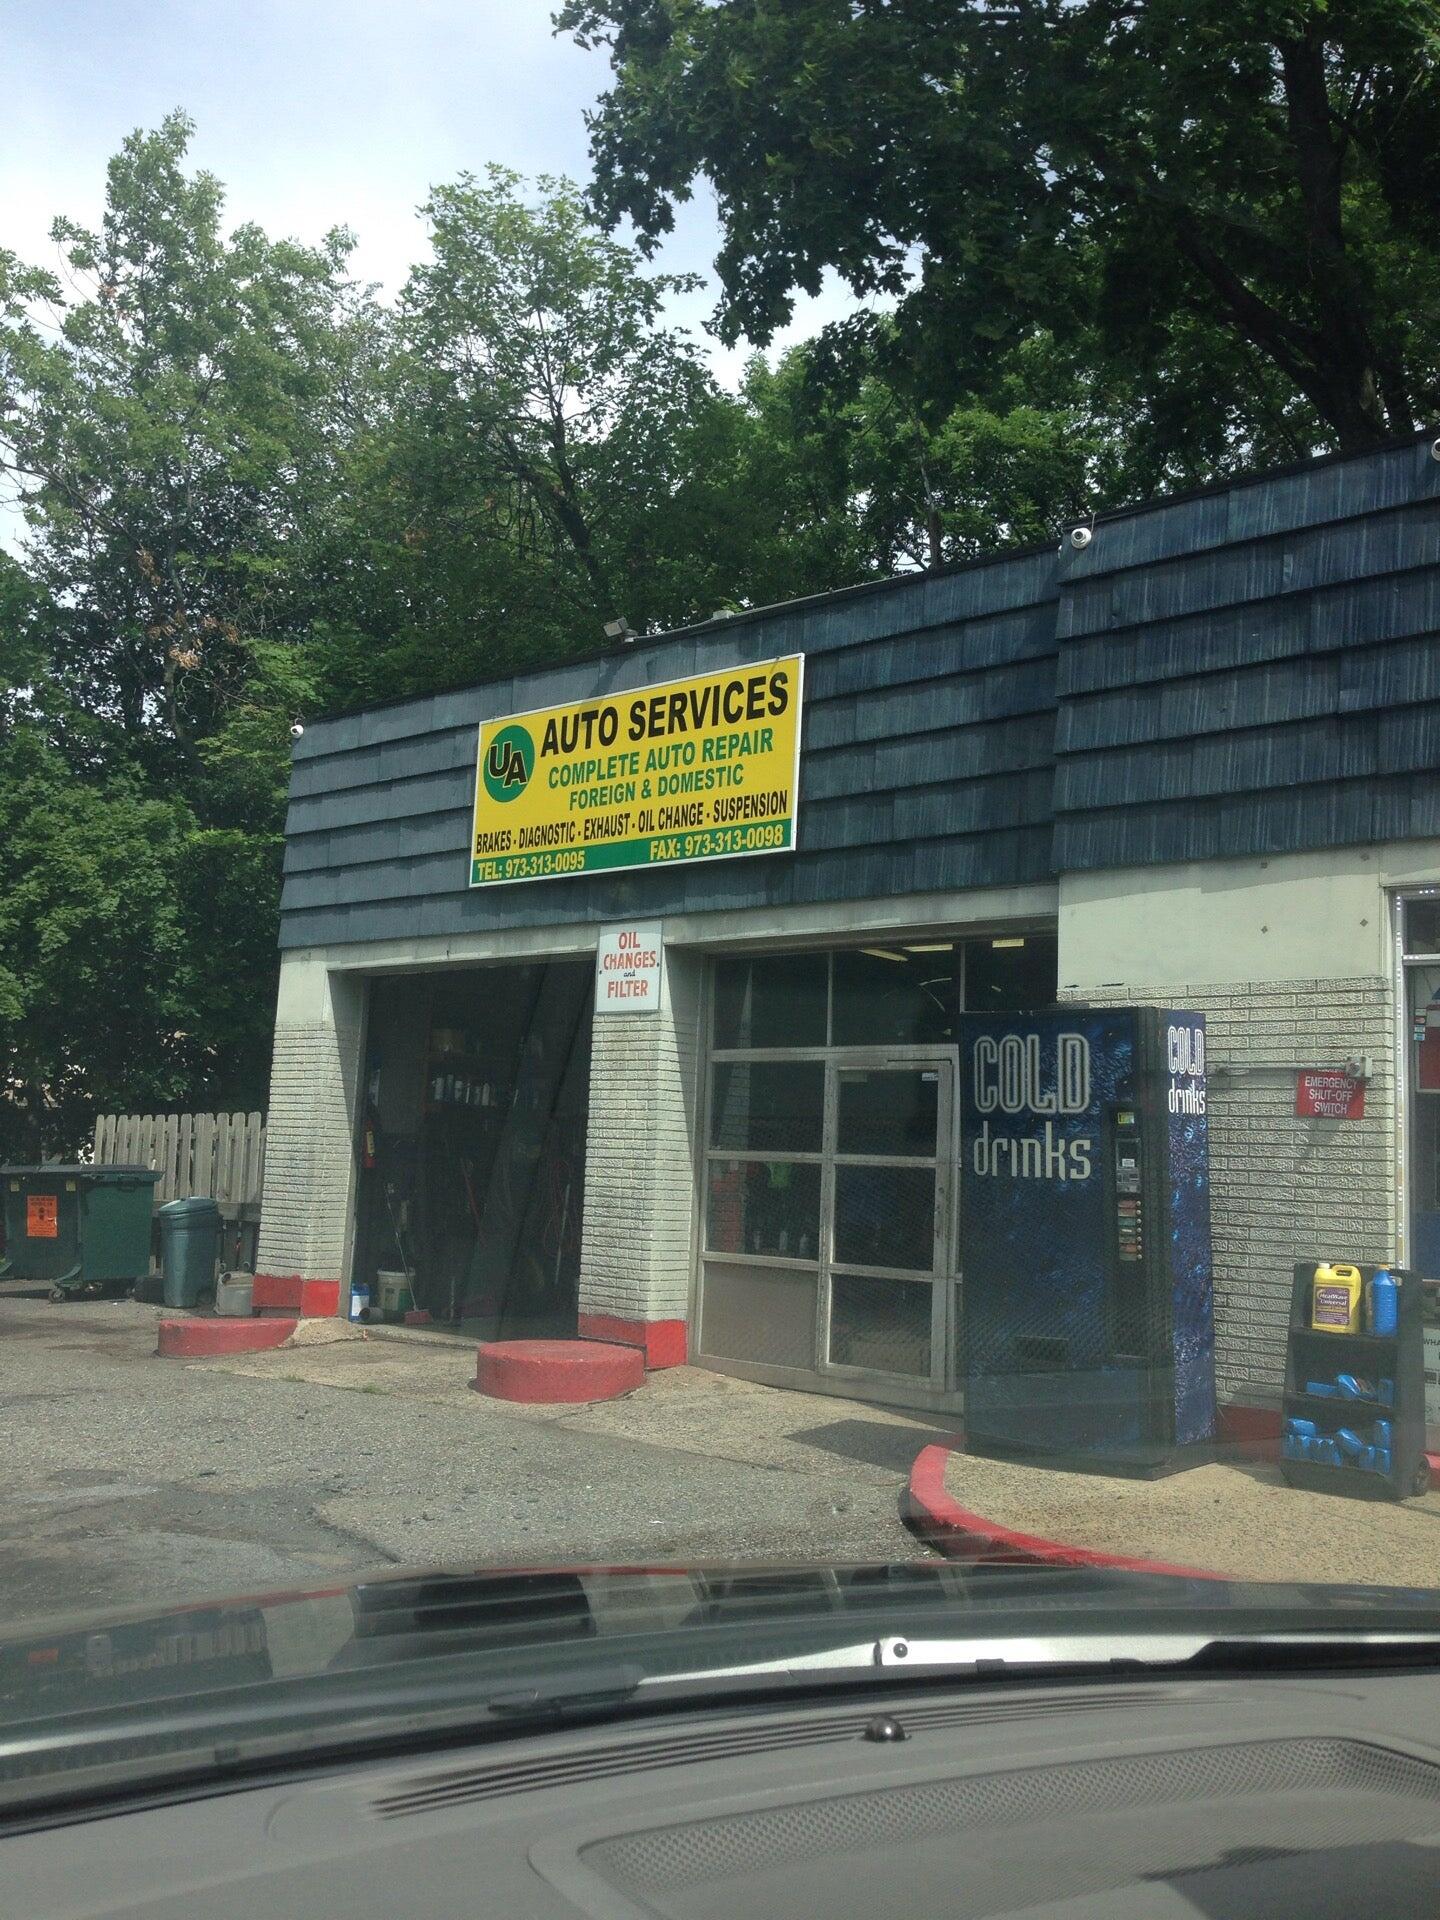 UA
AUTO SERVICES
COMPLETE AUTO REPAIR
FOREIGN & DOMESTIC
BRAKES - DIAGNOSTIC - EXHAUST - OIL CHANGE - SUSPENSION
TEL: 973-313-0095 FAX: 973-313-0098
OIL
CHANGES
and
FILTER
COLD
drinks
COLD
drinks
EMERGENCY
SHUT-OFF
SWITCH